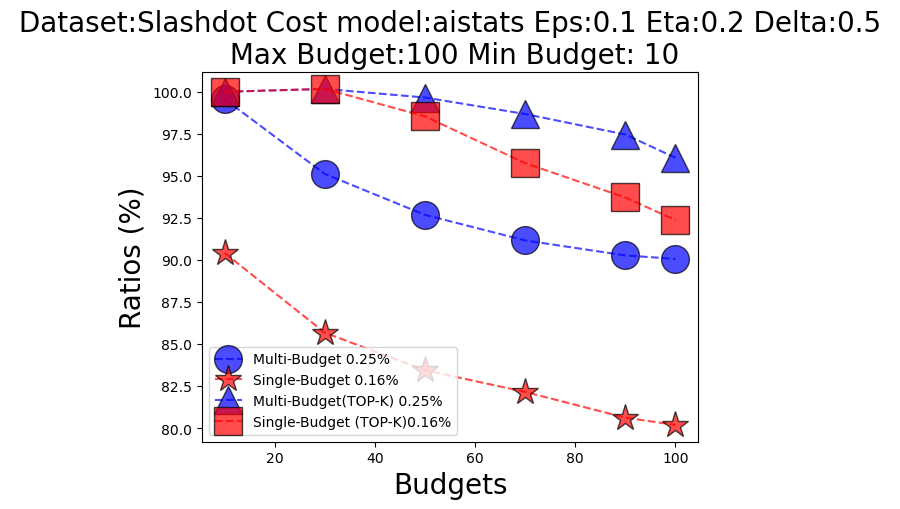 Dataset:Slashdot Cost model:aistats Eps:0.1 Eta:0.2 Delta:0.5
Max Budget:100 Min Budget: 10
100.0
97.5
95.0
92.5
90.0
87.5
85.0
82.5
80.0
Ratios (%)
Multi-Budget 0.25%
Single-Budget 0.16%
Multi-Budget(TOP-K) 0.25%
Single-Budget (TOP-K)0.16%
20 40 60 80 100
Budgets